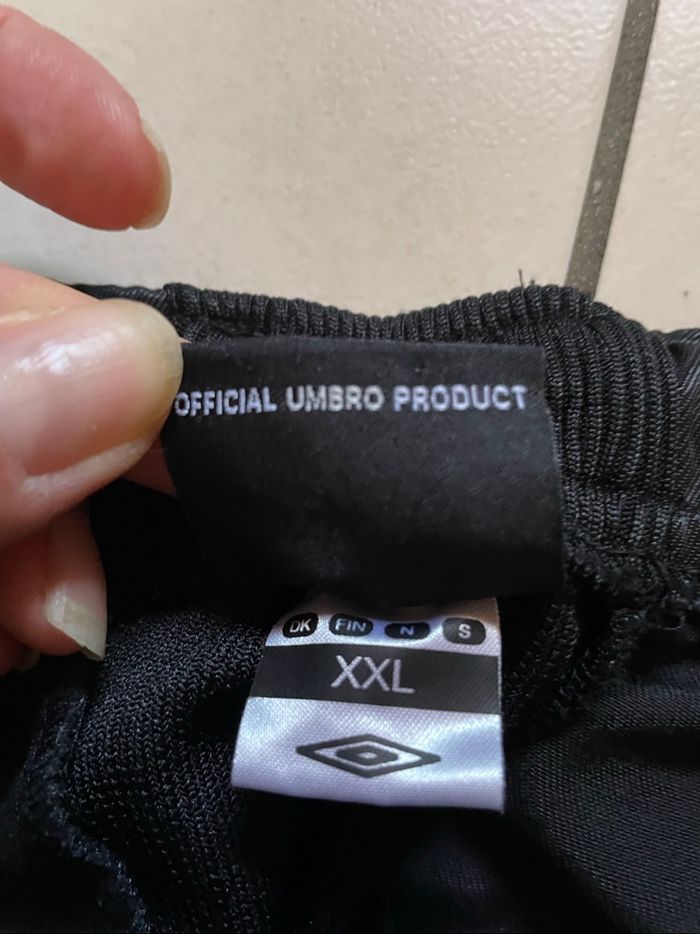 OFFICIAL UMBRO PRODUCT
DK FIN N S
XXL